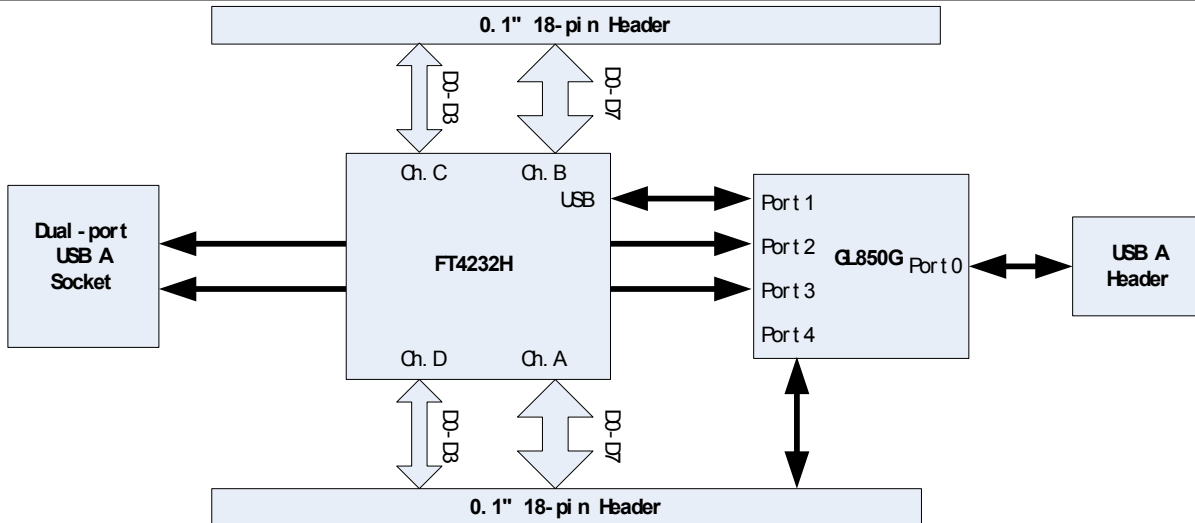 0.1" 18-pin Header
D0-D3
D0-D7
Ch. C
Ch. B
USB
Dual-port
USB A
Socket
FT4232H
Port 1
Port 2
GL850G
Port 0
Port 3
Port 4
USB A
Header
Ch. D
Ch. A
D0-D3
D0-D7
0.1" 18-pin Header